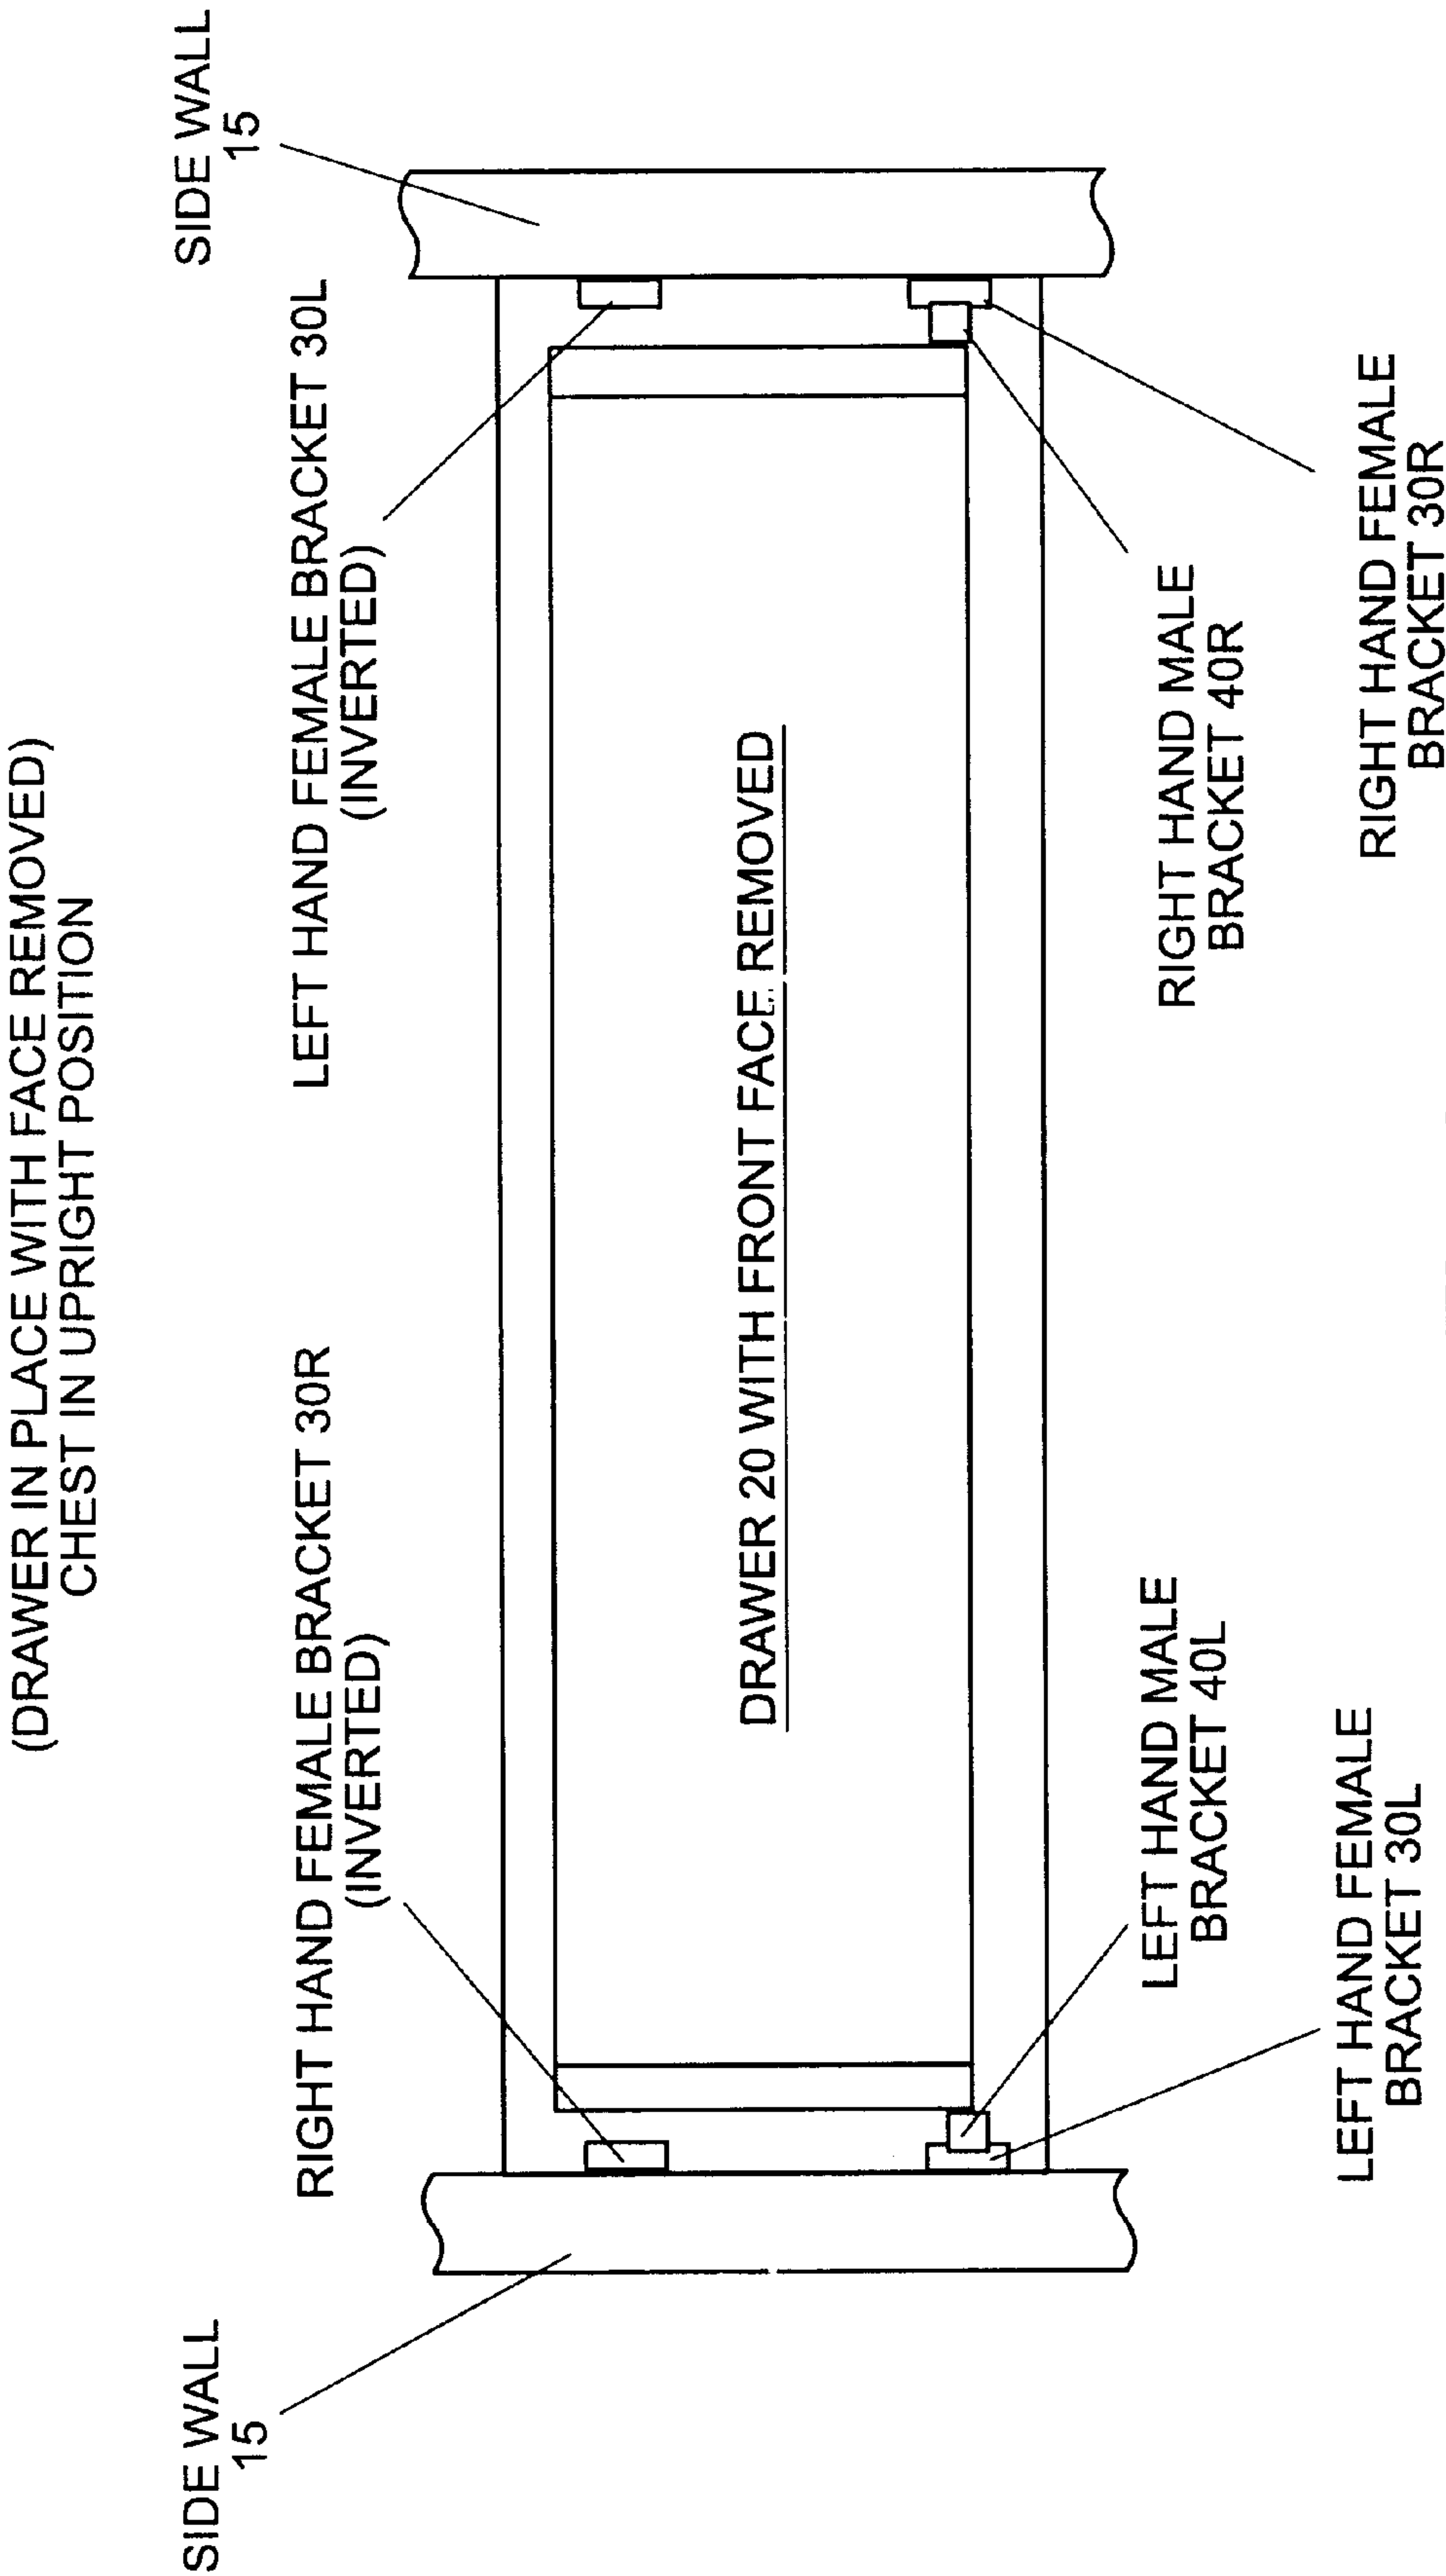 (DRAWER IN PLACE WITH FACE REMOVED)
CHEST IN UPRIGHT POSITION
SIDE WALL
15
RIGHT HAND FEMALE BRACKET 30R
(INVERTED)
LEFT HAND FEMALE BRACKET 30L
(INVERTED)
SIDE WALL
15
DRAWER 20 WITH FRONT FACE REMOVED
LEFT HAND MALE
BRACKET 40L
RIGHT HAND MALE
BRACKET 40R
LEFT HAND FEMALE
BRACKET 30L
RIGHT HAND FEMALE
BRACKET 30R